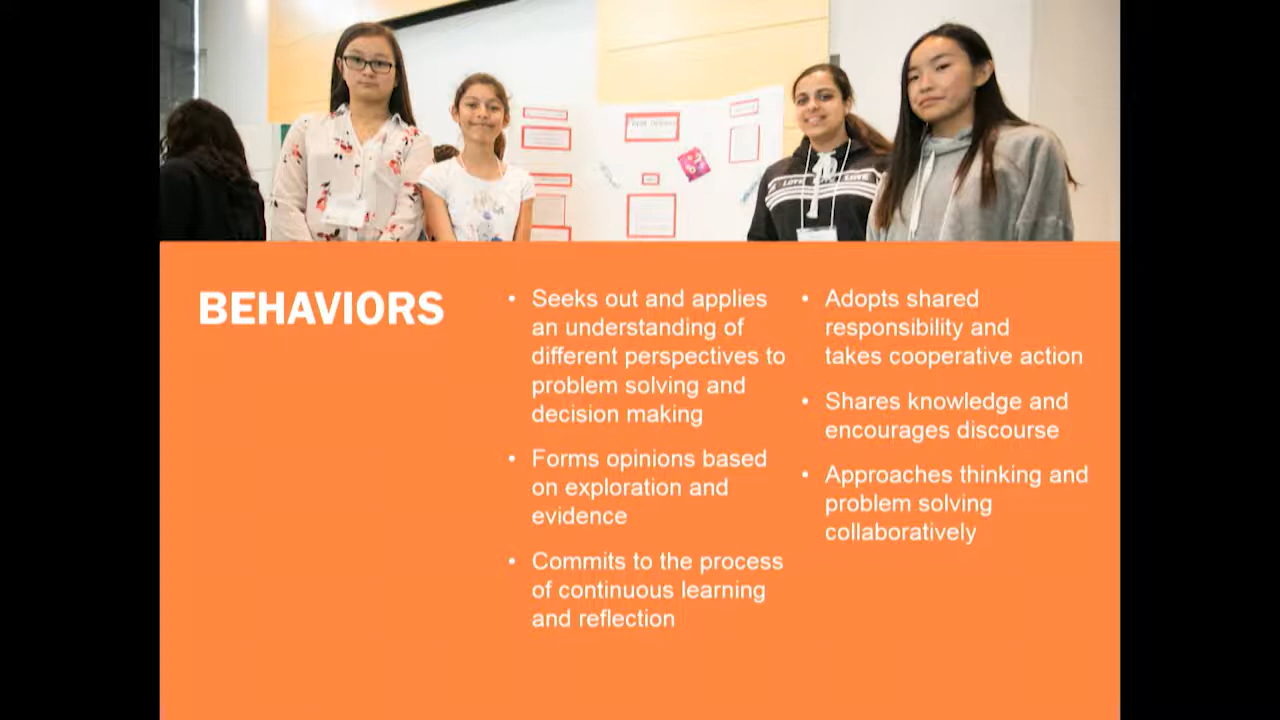 LOVE
LOVE
BEHAVIORS
• Seeks out and applies
an understanding of
different perspectives to
problem solving and
decision making
• Forms opinions based
on exploration and
evidence
• Commits to the process
of continuous learning
and reflection
• Adopts shared
responsibility and
takes cooperative action
• Shares knowledge and
encourages discourse
• Approaches thinking and
problem solving
collaboratively